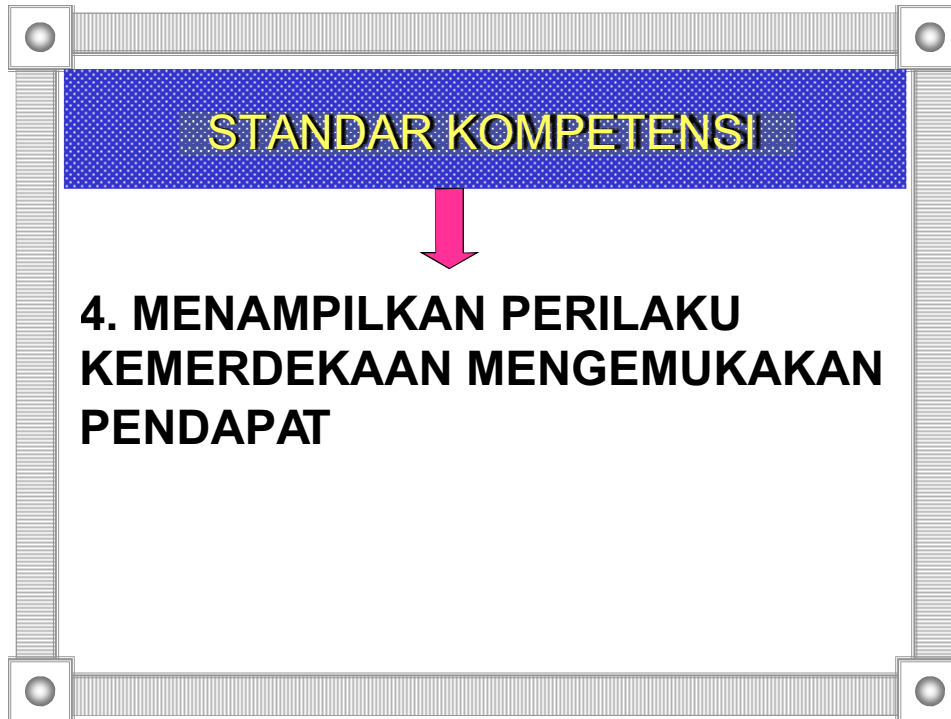 STANDAR KOMPETENSI
4. MENAMPILKAN PERILAKU
KEMERDEKAAN MENGEMUKAKAN
PENDAPAT